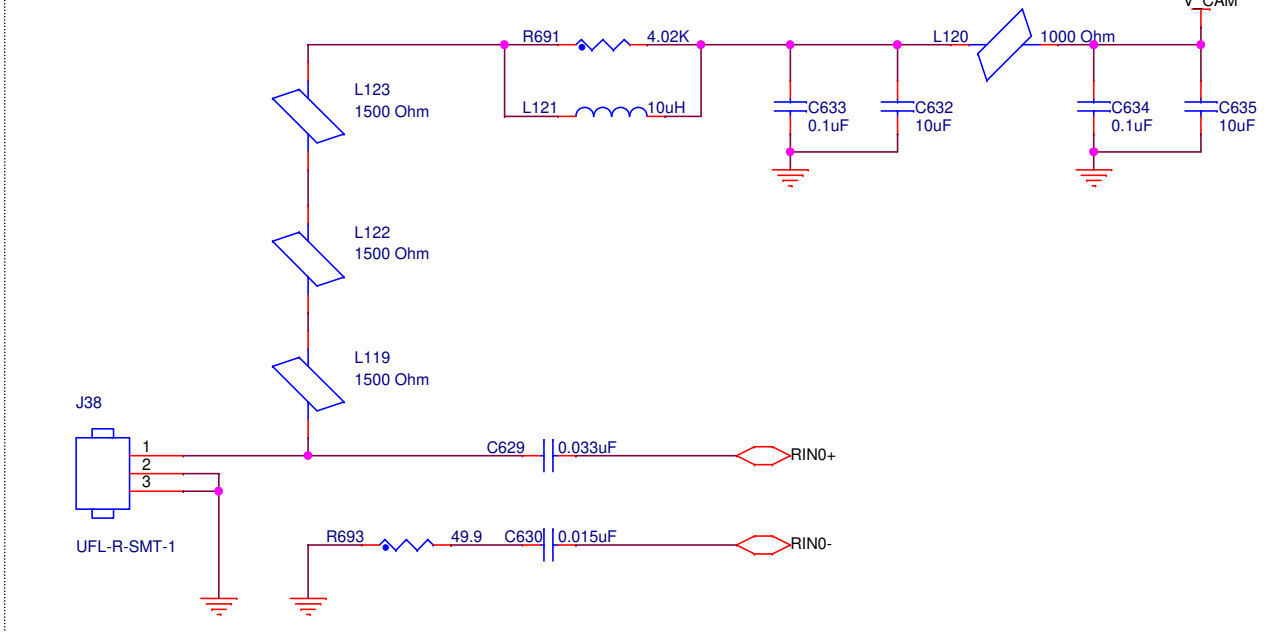 V_CAM
R691 4.02K
L120 1000 Ohm
L123
1500 Ohm
L121 10uH
C633
0.1uF
C632
10uF
C634
0.1uF
C635
10uF
L122
1500 Ohm
L119
1500 Ohm
J38
1
2
3
UFL-R-SMT-1
C629 0.033uF
RIN0+
R693 49.9 C630 0.015uF
RIN0-